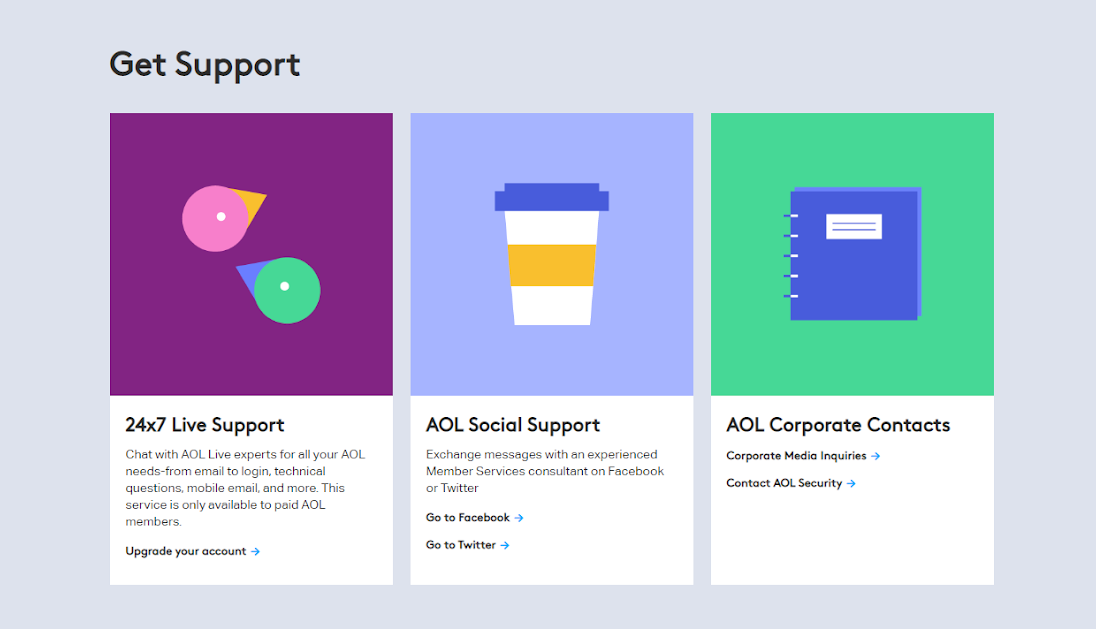 Get Support
24x7 Live Support
Chat with AOL Live experts for all your AOL
needs-from email to login, technical
questions, mobile email, and more. This
service is only available to paid AOL
members.
Upgrade your account →
AOL Social Support
Exchange messages with an experienced
Member Services consultant on Facebook
or Twitter
Go to Facebook →
Go to Twitter →
AOL Corporate Contacts
Corporate Media Inquiries →
Contact AOL Security →